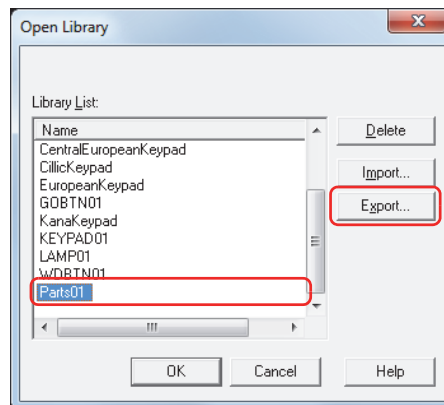 Open Library
Library List:
Name
CentralEuropeanKeypad
CillicKeypad
EuropeanKeypad
GOBTN01
KanaKeypad
KEYPAD01
LAMP01
WDBTN01
Parts01
Delete
Import...
Export...
OK Cancel Help